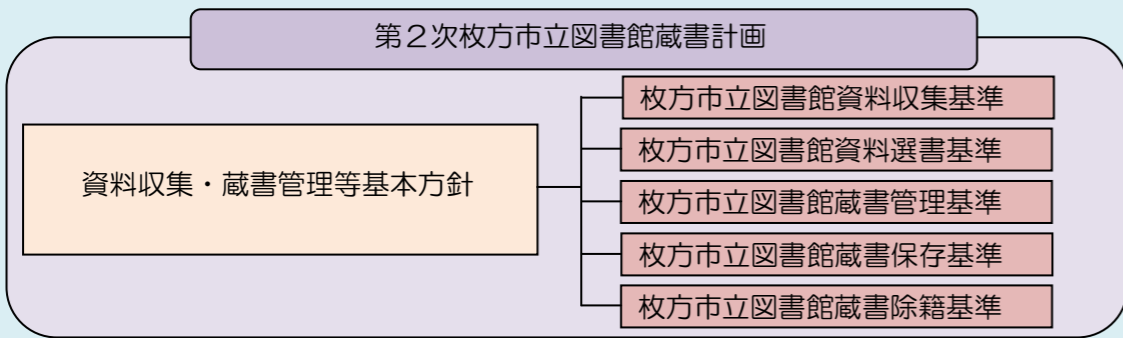 第２次枚方市立図書館蔵書計画
資料収集・蔵書管理等基本方針
枚方市立図書館資料収集基準
枚方市立図書館資料選書基準
枚方市立図書館蔵書管理基準
枚方市立図書館蔵書保存基準
枚方市立図書館蔵書除籍基準